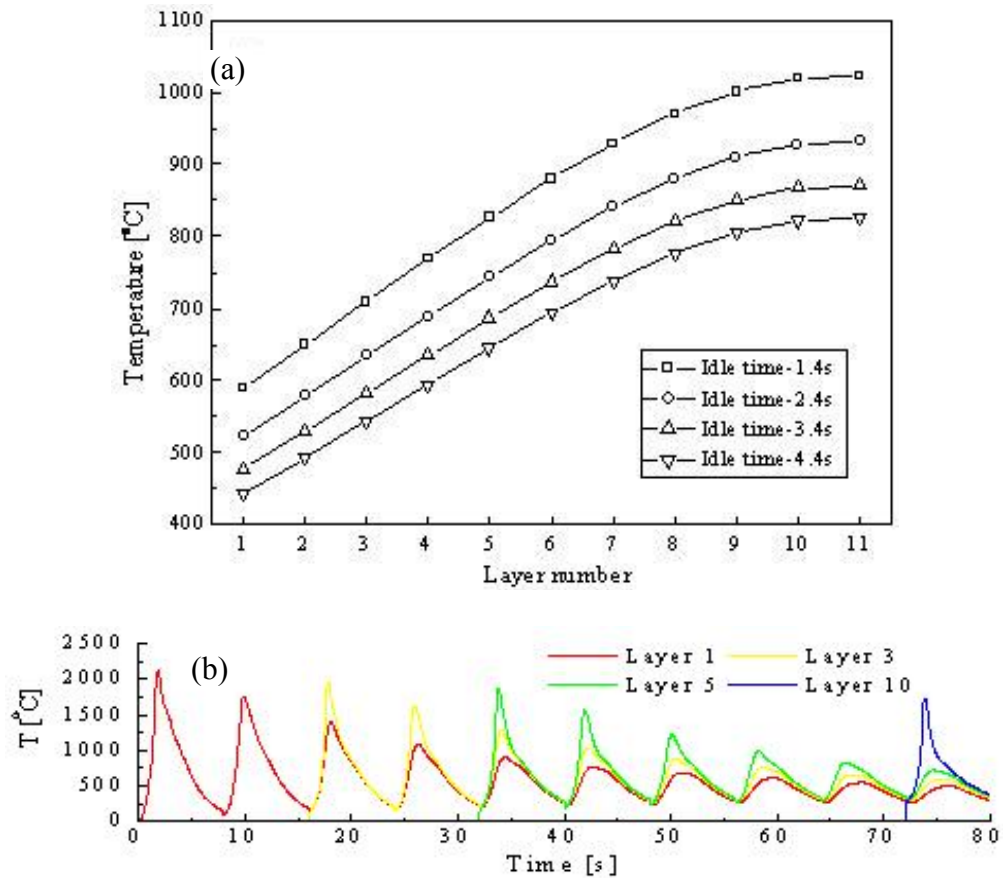 (a)
1100
1000
900
800
700
600
500
400
Temperature [°C]
1 2 3 4 5 6 7 8 9 10 11
Layer number
Idle time-1.4s
Idle time-2.4s
Idle time-3.4s
Idle time-4.4s
(b)
2500
2000
1500
1000
500
0
T[°C]
Layer 1
Layer 3
Layer 5
Layer 10
0 10 20 30 40 50 60 70 80
Time [s]